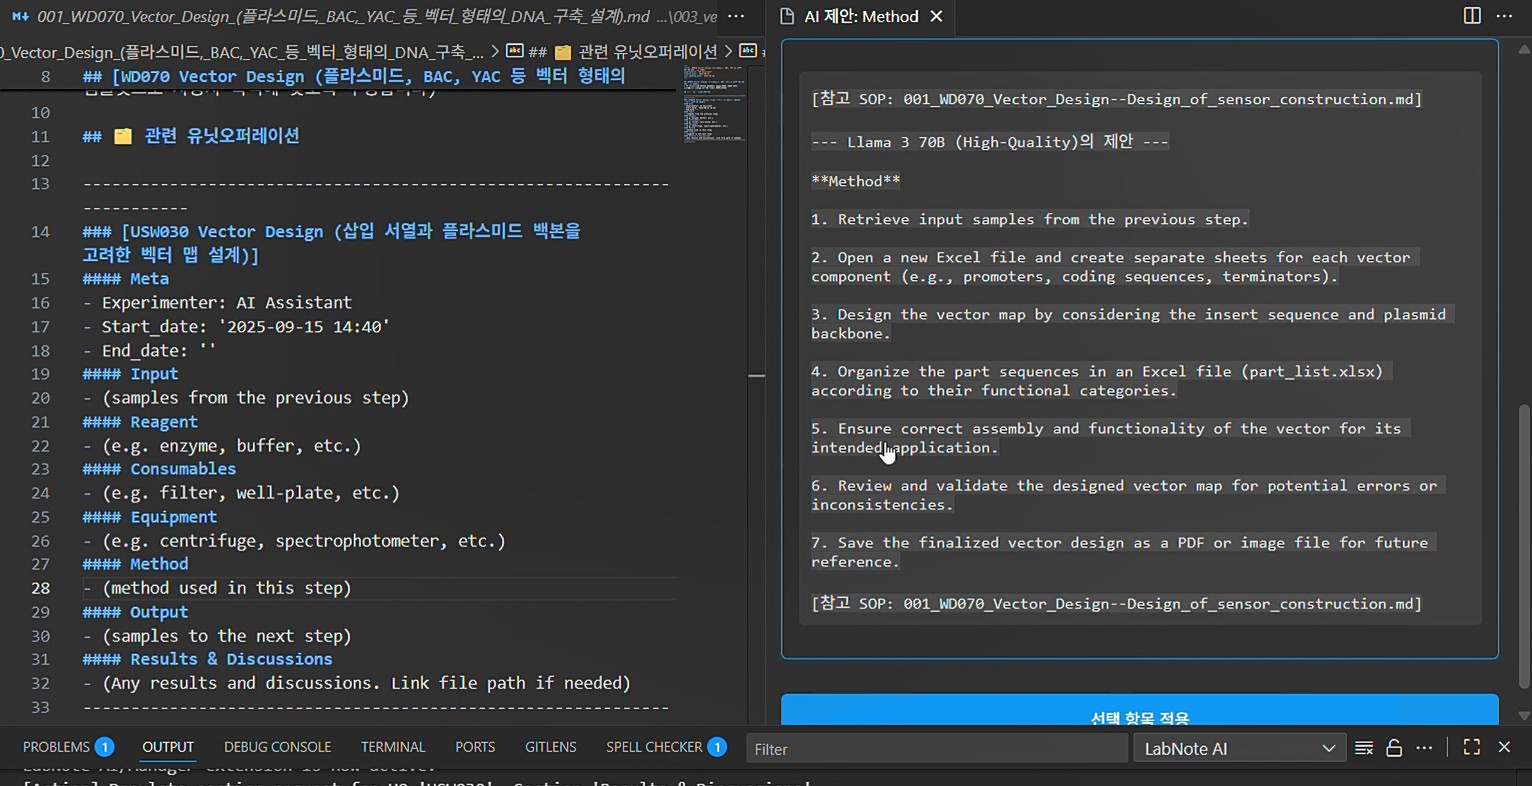 001_WD070_Vector_Design_(플라스미드,_BAC,_YAC_등_벡터_형태의_DNA_구축_설계).md ...\003_ve
AI 제안: Method
0_Vector_Design_(플라스미드,_BAC,_YAC_등_벡터_형태의_DNA_구축_... > ## 관련 유닛오퍼레이션 >
8 ## [WD070 Vector Design (플라스미드, BAC, YAC 등 벡터 형태의
10
11 ## 관련 유닛오퍼레이션
12
13 -------------------------------------------------------------
-----------
14 ### [USW030 Vector Design (삽입 서열과 플라스미드 백본을
고려한 벡터 맵 설계)]
15 #### Meta
16 - Experimenter: AI Assistant
17 - Start_date: '2025-09-15 14:40'
18 - End_date: ''
19 #### Input
20 - (samples from the previous step)
21 #### Reagent
22 - (e.g. enzyme, buffer, etc.)
23 #### Consumables
24 - (e.g. filter, well-plate, etc.)
25 #### Equipment
26 - (e.g. centrifuge, spectrophotometer, etc.)
27 #### Method
28 - (method used in this step)
29 #### Output
30 - (samples to the next step)
31 #### Results & Discussions
32 - (Any results and discussions. Link file path if needed)
33 -------------------------------------------------------------
[참고 SOP: 001_WD070_Vector_Design--Design_of_sensor_construction.md]
--- Llama 3 70B (High-Quality)의 제안 ---
**Method**
1. Retrieve input samples from the previous step.
2. Open a new Excel file and create separate sheets for each vector
component (e.g., promoters, coding sequences, terminators).
3. Design the vector map by considering the insert sequence and plasmid
backbone.
4. Organize the part sequences in an Excel file (part_list.xlsx)
according to their functional categories.
5. Ensure correct assembly and functionality of the vector for its
intended application.
6. Review and validate the designed vector map for potential errors or
inconsistencies.
7. Save the finalized vector design as a PDF or image file for future
reference.
[참고 SOP: 001_WD070_Vector_Design--Design_of_sensor_construction.md]
선택 항목 적용
PROBLEMS 1 OUTPUT DEBUG CONSOLE TERMINAL PORTS GITLENS SPELL CHECKER 1 Filter LabNote AI